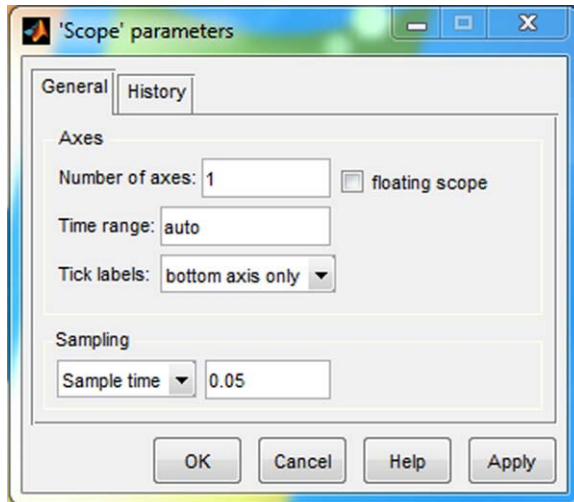 'Scope' parameters
General History
Axes
Number of axes: 1 floating scope
Time range: auto
Tick labels: bottom axis only
Sampling
Sample time 0.05
OK Cancel Help Apply